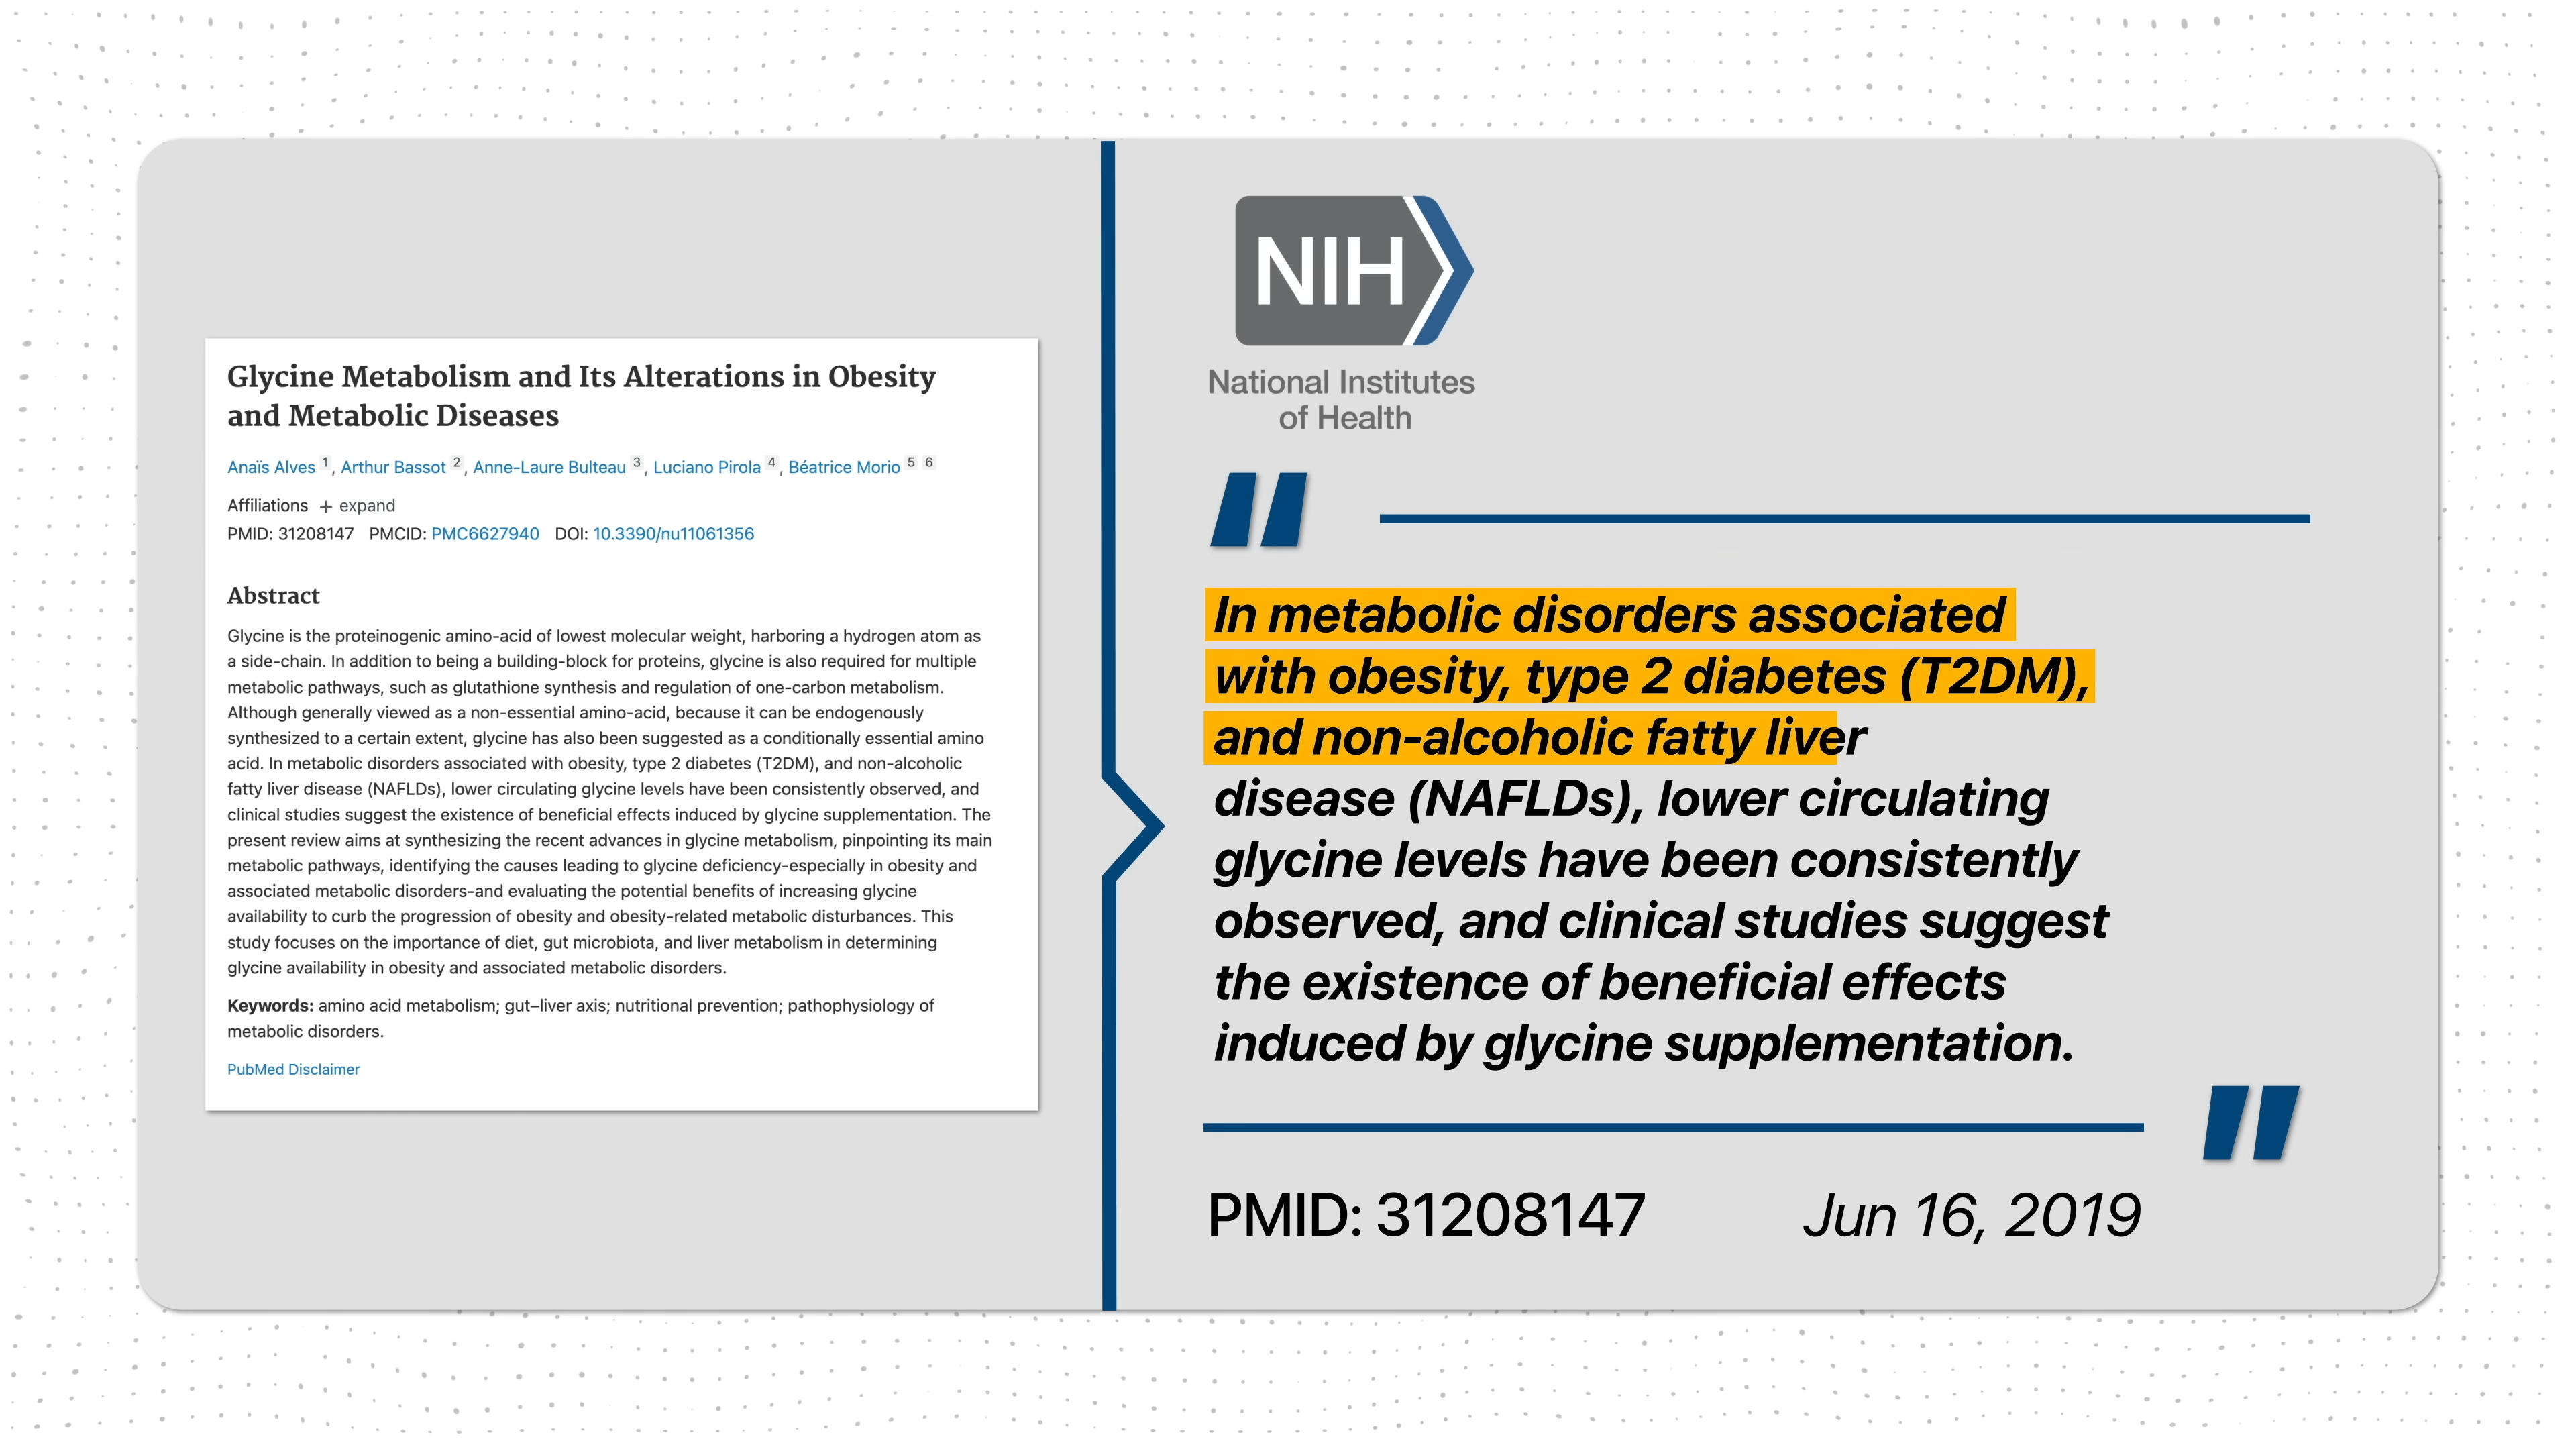 Glycine Metabolism and Its Alterations in Obesity
and Metabolic Diseases
Anaïs Alves 1, Arthur Bassot 2, Anne-Laure Bulteau 3, Luciano Pirola 4, Béatrice Morio 5 6
Affiliations + expand
PMID: 31208147 PMCID: PMC6627940 DOI: 10.3390/nu11061356
Abstract
Glycine is the proteinogenic amino-acid of lowest molecular weight, harboring a hydrogen atom as
a side-chain. In addition to being a building-block for proteins, glycine is also required for multiple
metabolic pathways, such as glutathione synthesis and regulation of one-carbon metabolism.
Although generally viewed as a non-essential amino-acid, because it can be endogenously
synthesized to a certain extent, glycine has also been suggested as a conditionally essential amino
acid. In metabolic disorders associated with obesity, type 2 diabetes (T2DM), and non-alcoholic
fatty liver disease (NAFLDs), lower circulating glycine levels have been consistently observed, and
clinical studies suggest the existence of beneficial effects induced by glycine supplementation. The
present review aims at synthesizing the recent advances in glycine metabolism, pinpointing its main
metabolic pathways, identifying the causes leading to glycine deficiency-especially in obesity and
associated metabolic disorders-and evaluating the potential benefits of increasing glycine
availability to curb the progression of obesity and obesity-related metabolic disturbances. This
study focuses on the importance of diet, gut microbiota, and liver metabolism in determining
glycine availability in obesity and associated metabolic disorders.
Keywords: amino acid metabolism; gut–liver axis; nutritional prevention; pathophysiology of
metabolic disorders.
PubMed Disclaimer
NIH
National Institutes
of Health
"
In metabolic disorders associated
with obesity, type 2 diabetes (T2DM),
and non-alcoholic fatty liver
disease (NAFLDs), lower circulating
glycine levels have been consistently
observed, and clinical studies suggest
the existence of beneficial effects
induced by glycine supplementation.
"
PMID: 31208147 Jun 16, 2019